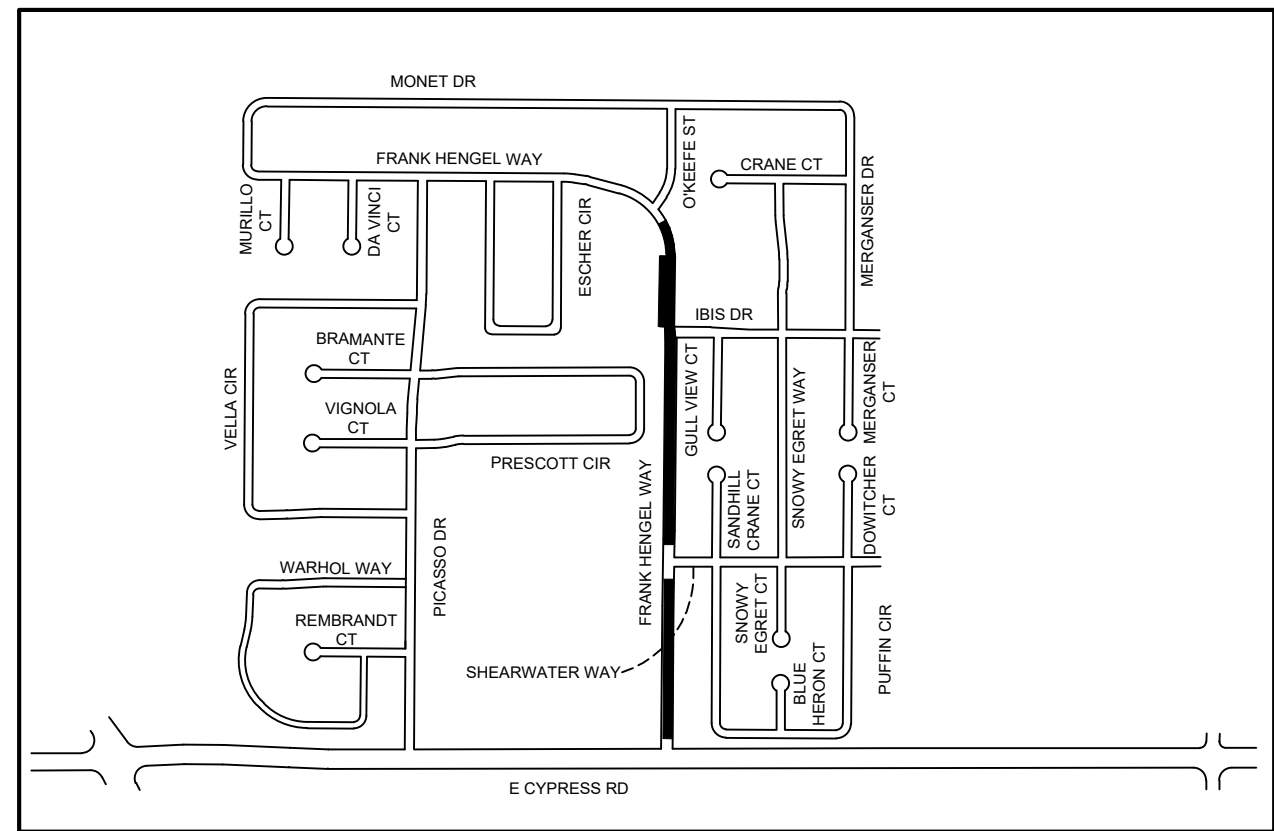 MONET DR
FRANK HENGEL WAY
O'KEEFE ST
CRANE CT
MURILLO
CT
DA VINCI
CT
ESCHER CIR
MERGANSER DR
IBIS DR
BRAMANTE
CT
VELLA CIR
VIGNOLA
CT
PRESCOTT CIR
GULL VIEW CT
SNOWY EGRET WAY
MERGANSER
CT
SANDHILL
CRANE CT
DOWITCHER
CT
FRANK HENGEL WAY
PICASSO DR
WARHOL WAY
REMBRANDT
CT
SHEARWATER WAY
SNOWY
EGRET CT
BLUE
HERON CT
PUFFIN CIR
E CYPRESS RD